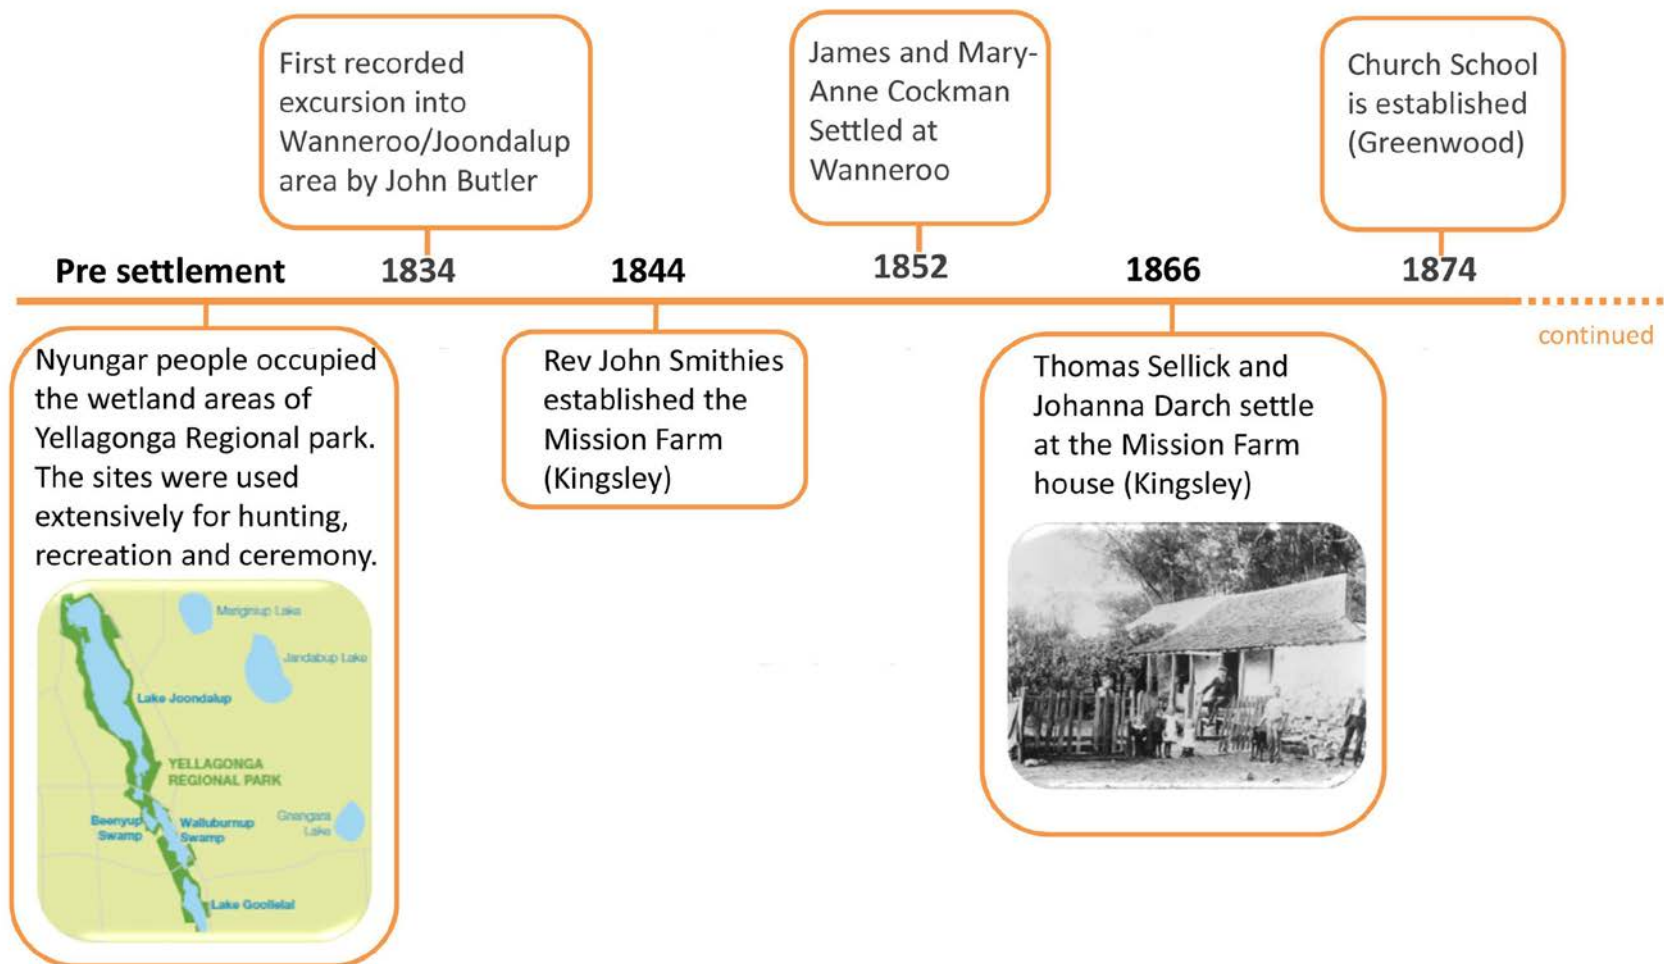 First recorded
excursion into
Wanneroo/Joondalup
area by John Butler
James and Mary-
Anne Cockman
Settled at
Wanneroo
Church School
is established
(Greenwood)
Pre settlement
1834
1844
1852
1866
1874
continued
Nyungar people occupied
the wetland areas of
Yellagonga Regional park.
The sites were used
extensively for hunting,
recreation and ceremony.
Rev John Smithies
established the
Mission Farm
(Kingsley)
Thomas Sellick and
Johanna Darch settle
at the Mission Farm
house (Kingsley)
Mariginiup Lake
Jandabup Lake
Lake Joondalup
YELLAGONGA
REGIONAL PARK
Beenyup
Swamp
Walluburnup
Swamp
Gnangara
Lake
Lake Goollelal